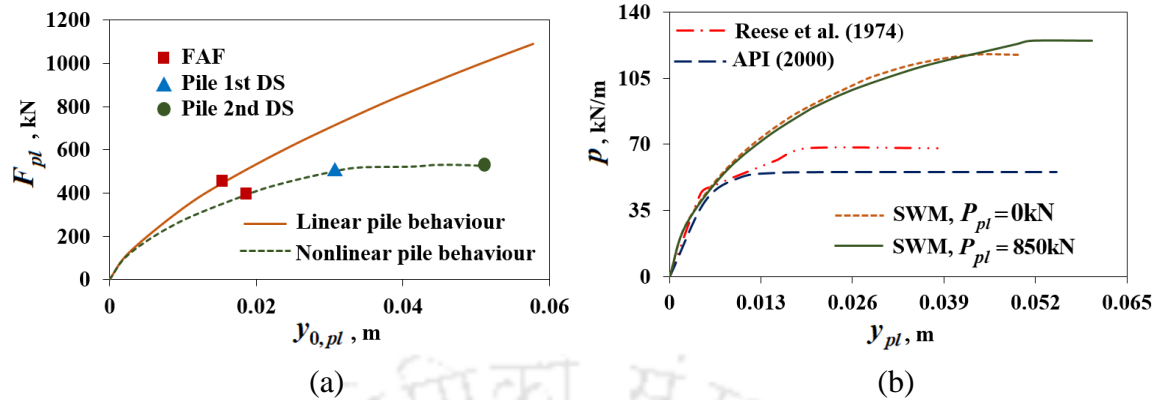 1200
1000
800
600
400
200
0
F_pl , kN
FAF
Pile 1st DS
Pile 2nd DS
Linear pile behaviour
Nonlinear pile behaviour
0
0.02
0.04
0.06
y_0,pl , m
(a)
140
105
70
35
0
p, kN/m
Reese et al. (1974)
API (2000)
SWM, P_pl = 0kN
SWM, P_pl = 850kN
0
0.013
0.026
0.039
0.052
0.065
y_pl , m
(b)